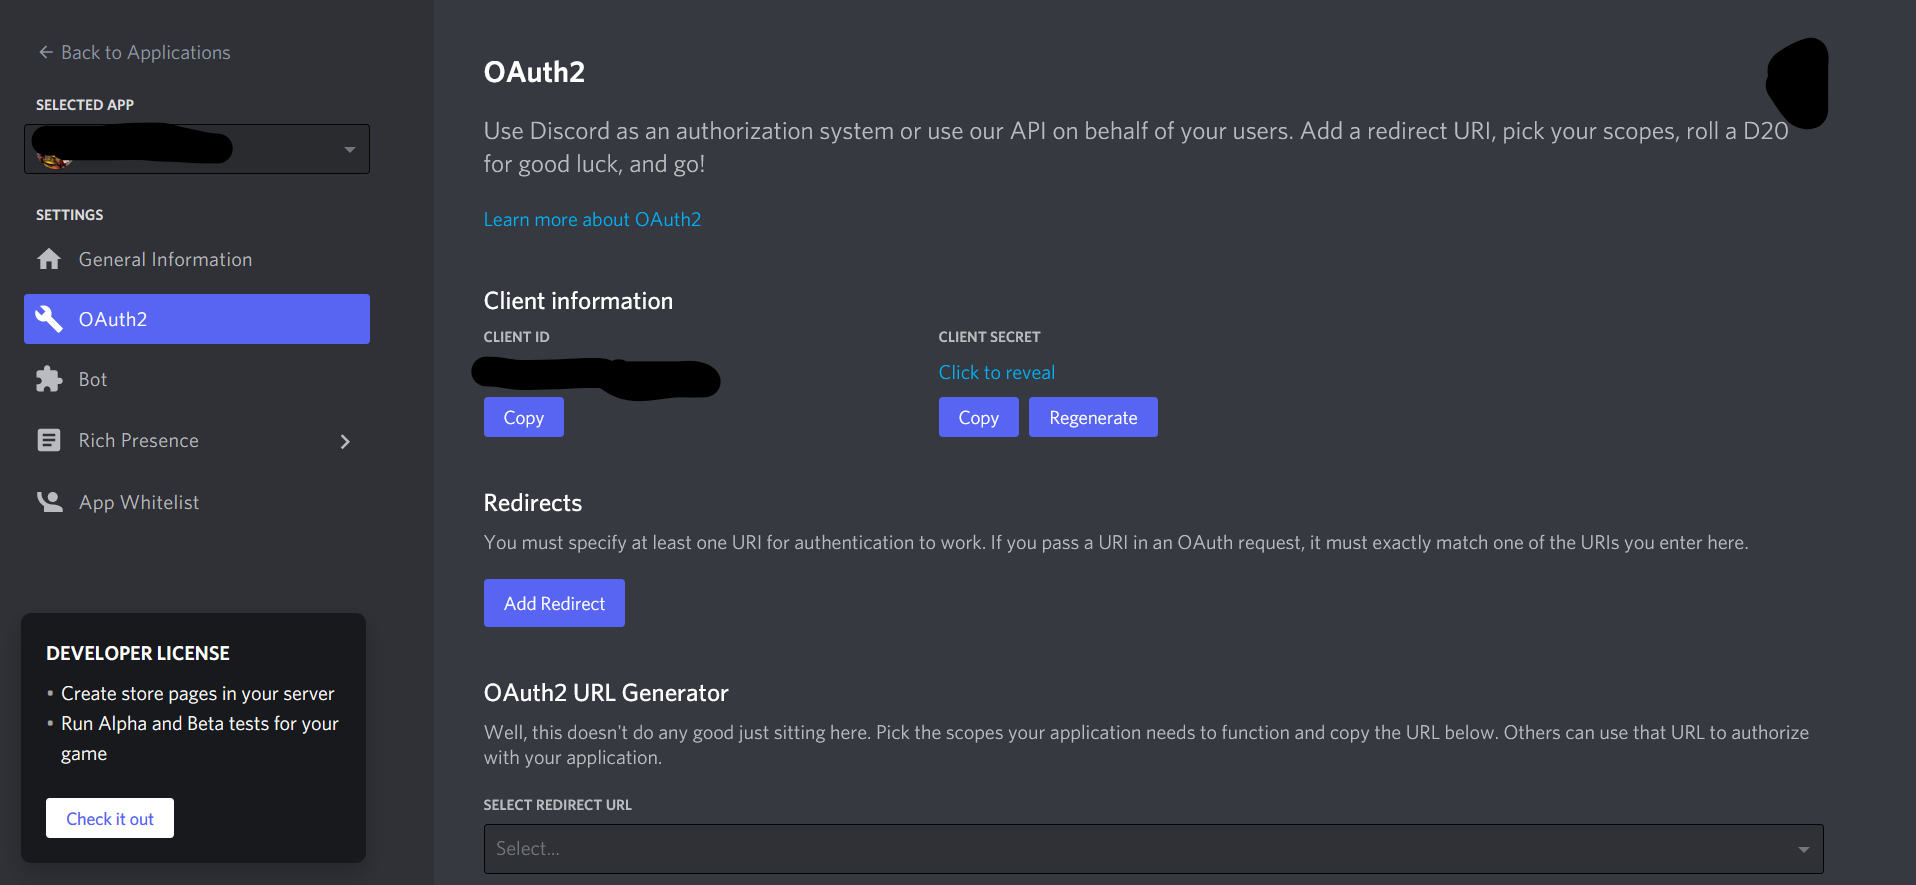 Back to Applications
SELECTED APP
SETTINGS
General Information
OAuth2
Bot
Rich Presence
App Whitelist
DEVELOPER LICENSE
• Create store pages in your server
• Run Alpha and Beta tests for your
game
Check it out
OAuth2
Use Discord as an authorization system or use our API on behalf of your users. Add a redirect URI, pick your scopes, roll a D20
for good luck, and go!
Learn more about OAuth2
Client information
CLIENT ID
Copy
CLIENT SECRET
Click to reveal
Copy Regenerate
Redirects
You must specify at least one URI for authentication to work. If you pass a URI in an OAuth request, it must exactly match one of the URIs you enter here.
Add Redirect
OAuth2 URL Generator
Well, this doesn't do any good just sitting here. Pick the scopes your application needs to function and copy the URL below. Others can use that URL to authorize
with your application.
SELECT REDIRECT URL
Select...